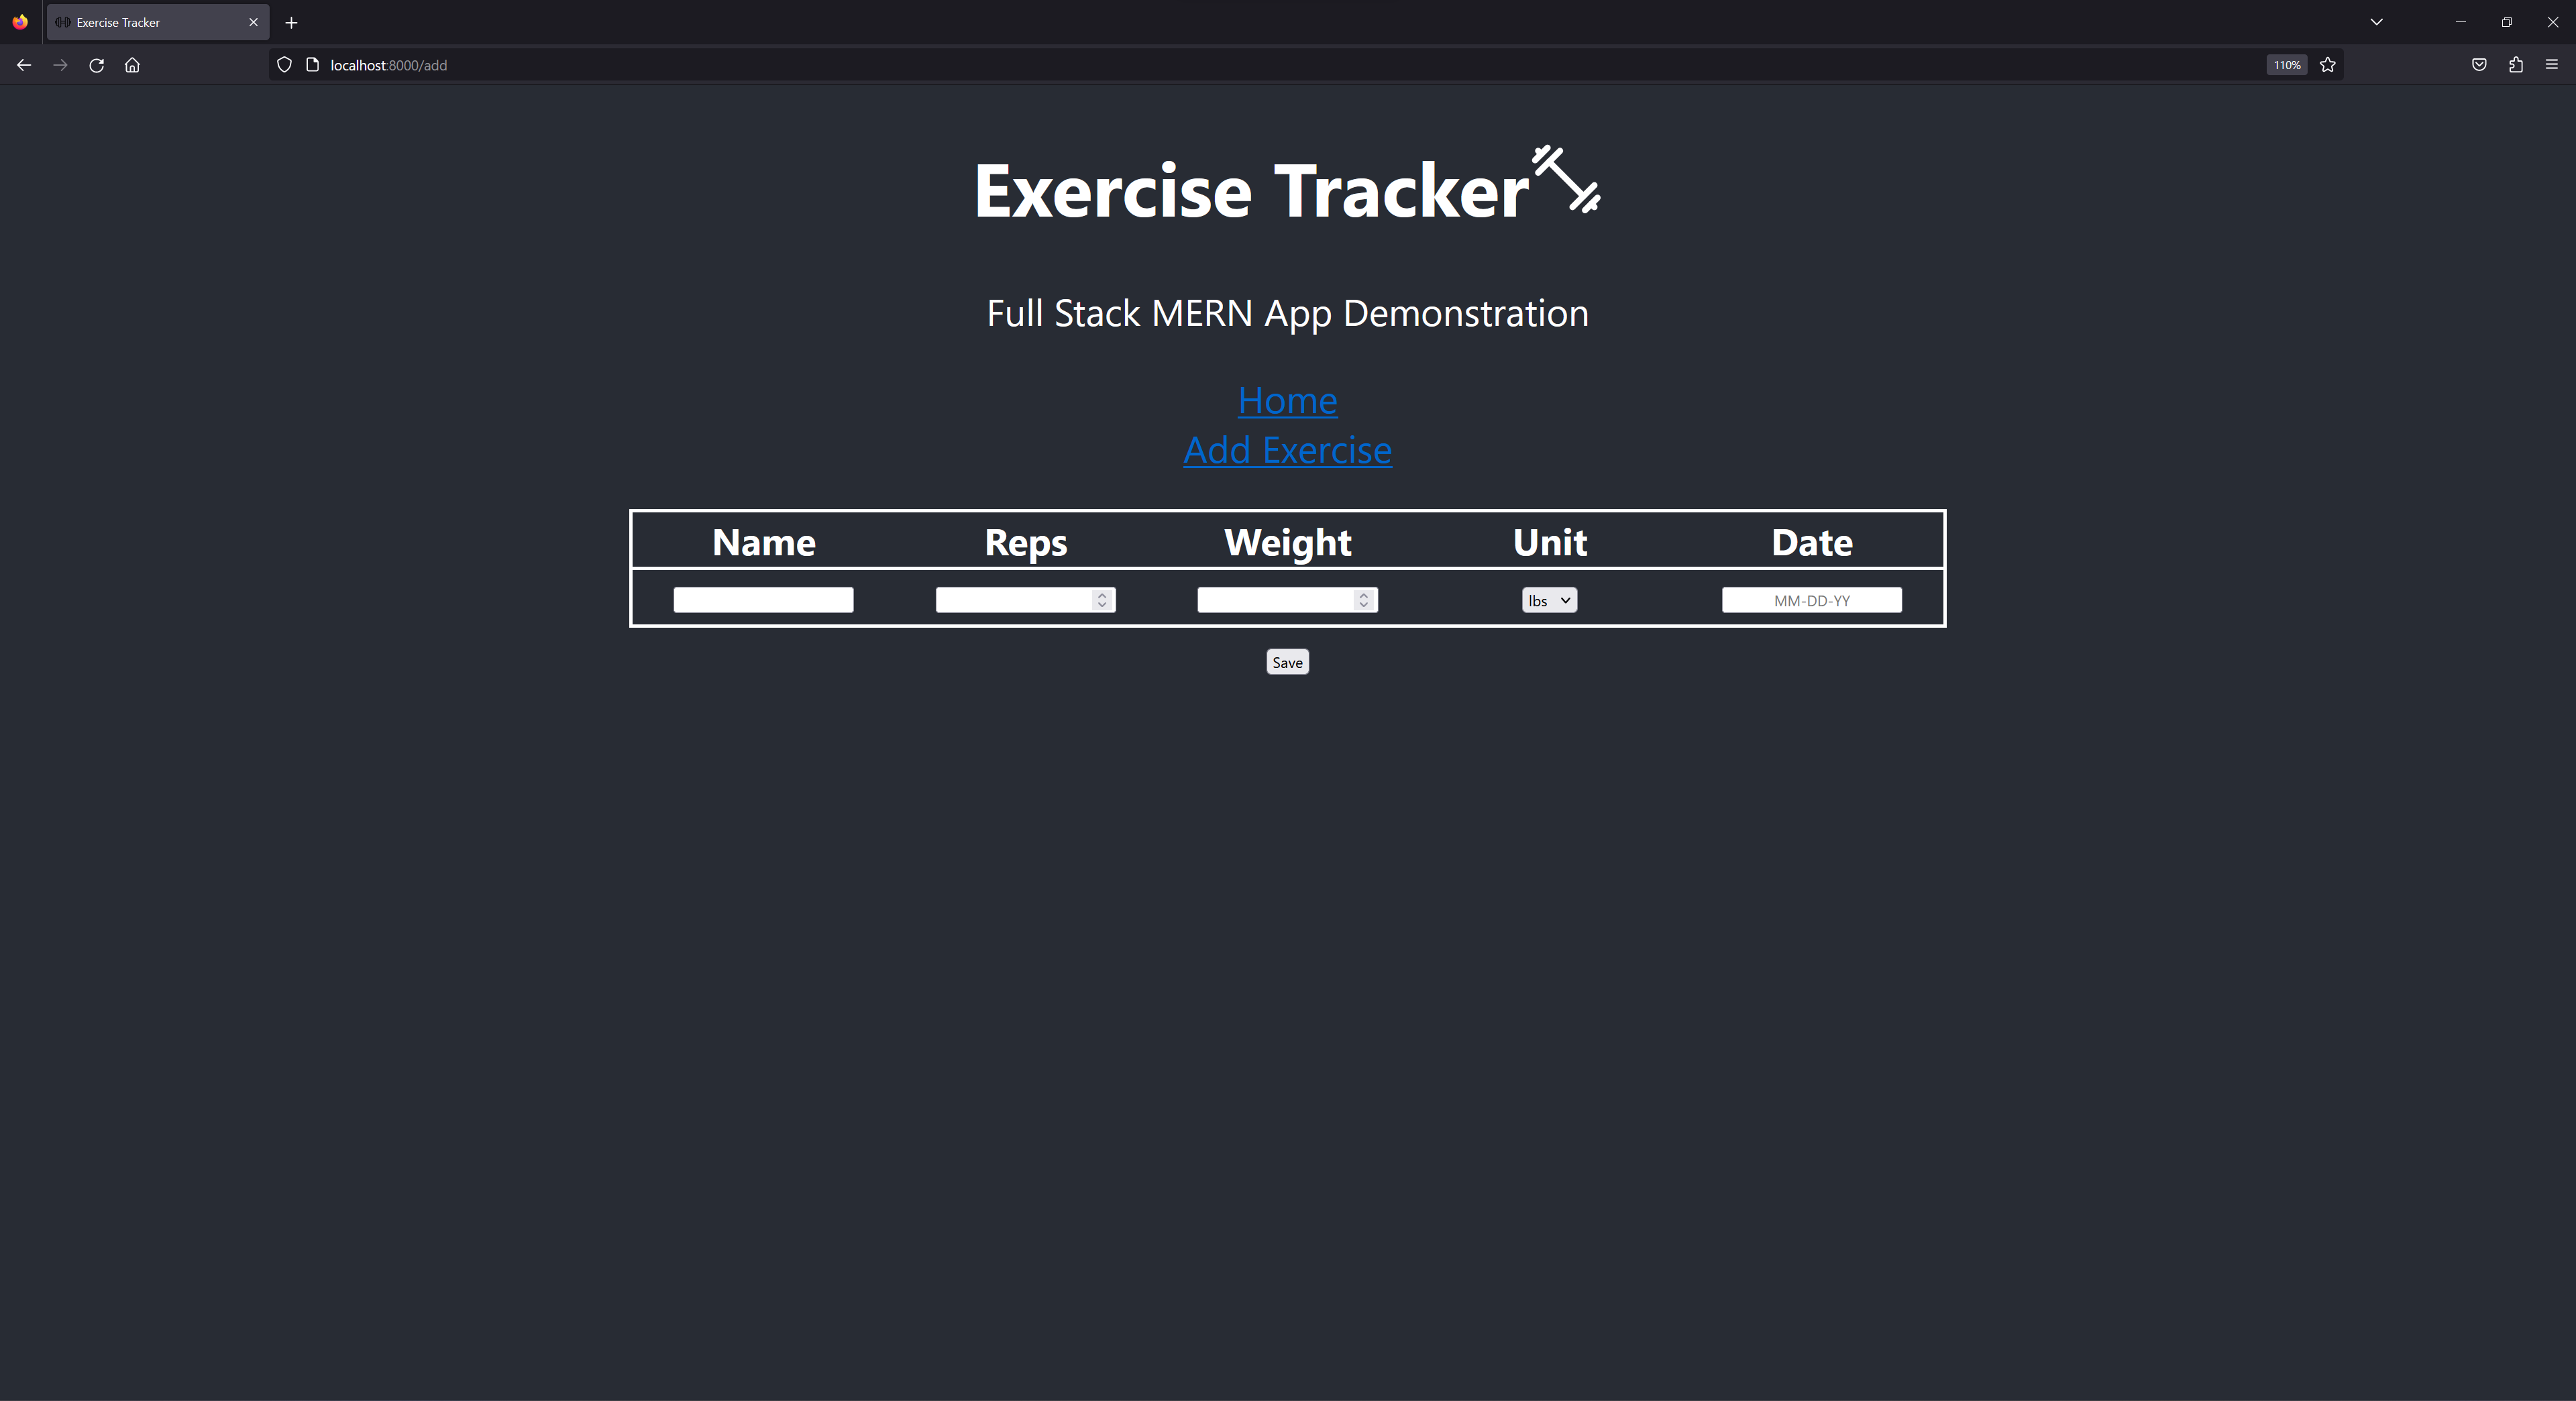 Exercise Tracker
localhost:8000/add
110%
Exercise Tracker
Full Stack MERN App Demonstration
Home
Add Exercise
Name Reps Weight Unit Date
lbs MM-DD-YY
Save